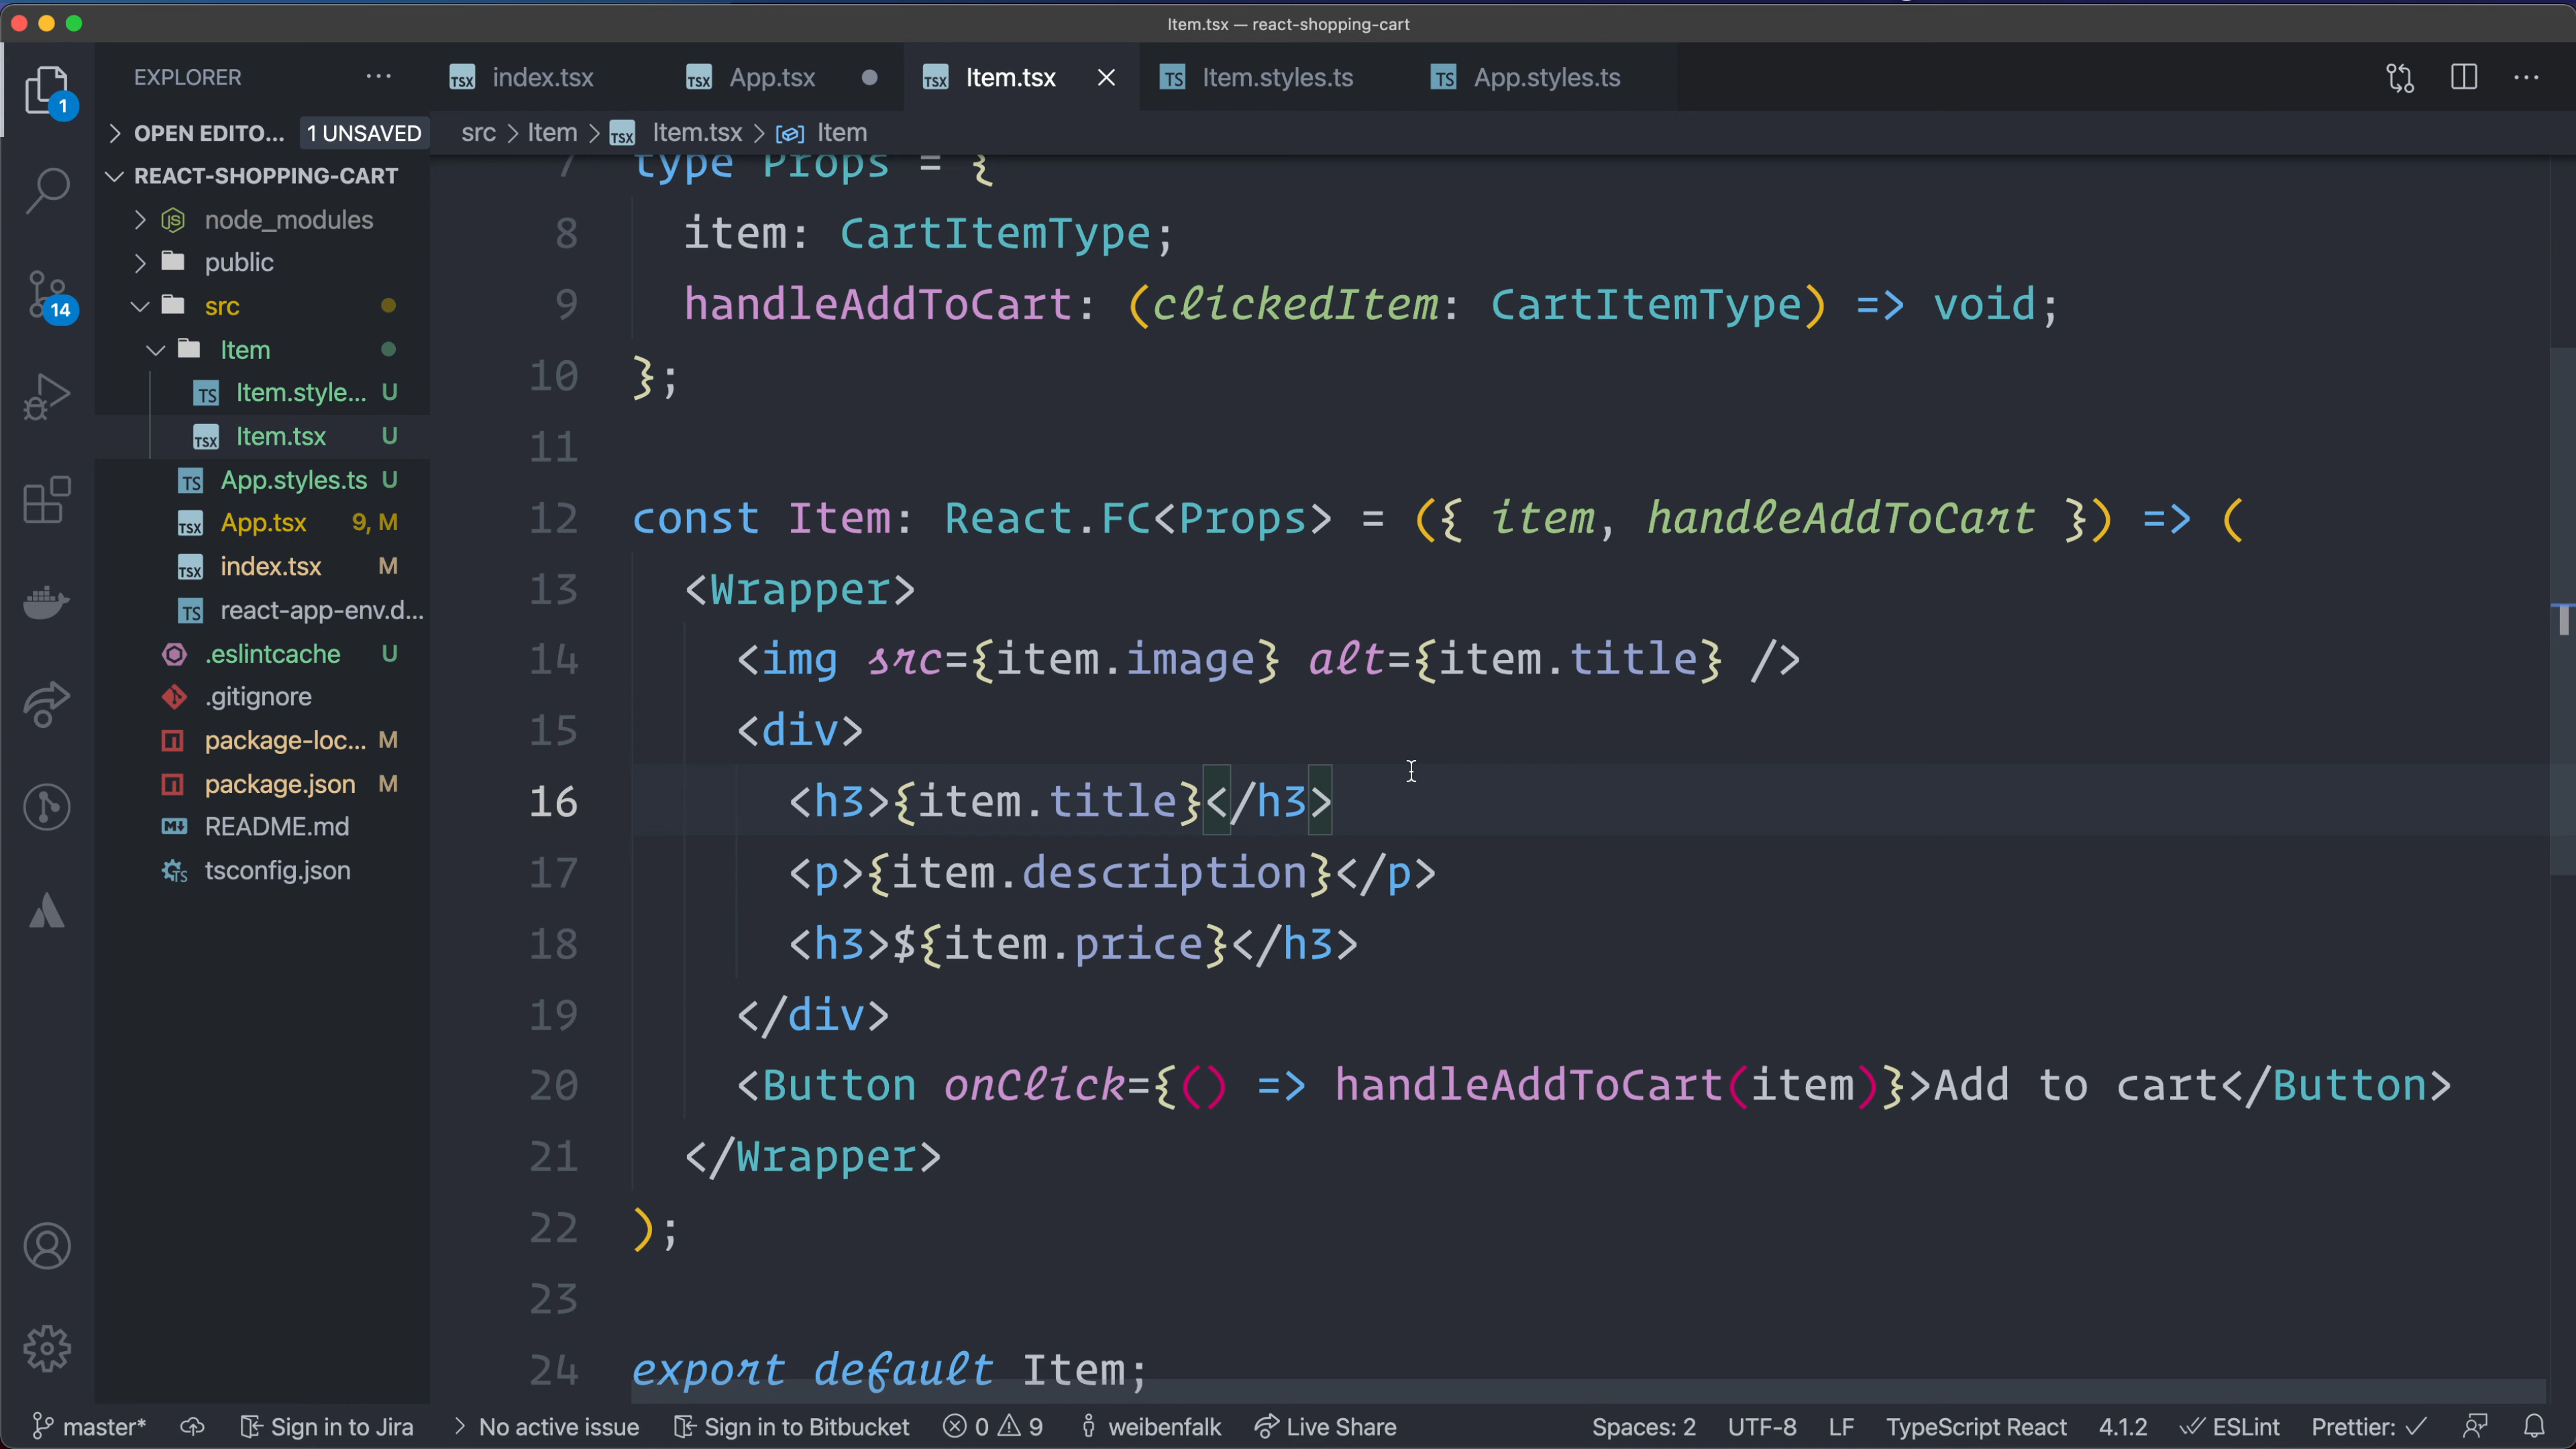 Item.tsx — react-shopping-cart
EXPLORER
index.tsx
App.tsx
Item.tsx
Item.styles.ts
App.styles.ts
OPEN EDITO... 1 UNSAVED
src > Item > Item.tsx > Item
REACT-SHOPPING-CART
node_modules
public
src
Item
Item.style... U
Item.tsx U
App.styles.ts U
App.tsx 9, M
index.tsx M
react-app-env.d...
.eslintcache U
.gitignore
package-loc... M
package.json M
README.md
tsconfig.json
1
14
7 type Props = {
8 item: CartItemType;
9 handleAddToCart: (clickedItem: CartItemType) => void;
10 };
11
12 const Item: React.FC<Props> = ({ item, handleAddToCart }) => (
13 <Wrapper>
14 <img src={item.image} alt={item.title} />
15 <div>
16 <h3>{item.title}</h3>
17 <p>{item.description}</p>
18 <h3>${item.price}</h3>
19 </div>
20 <Button onClick={() => handleAddToCart(item)}>Add to cart</Button>
21 </Wrapper>
22 );
23
24 export default Item;
master* Sign in to Jira > No active issue Sign in to Bitbucket 0 9 weibenfalk Live Share Spaces: 2 UTF-8 LF TypeScript React 4.1.2 ESLint Prettier: ✓